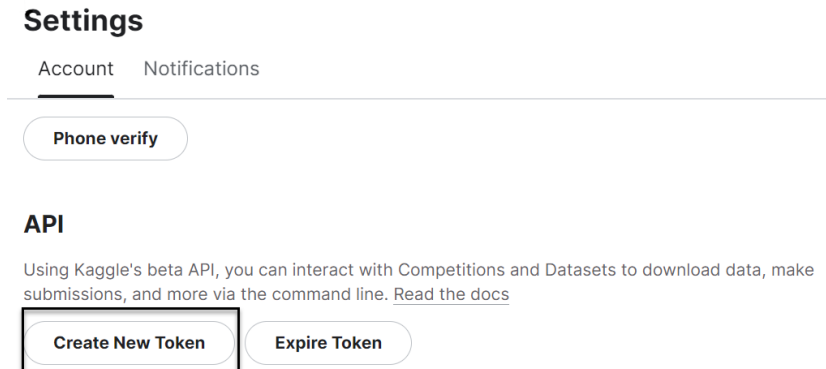 Settings
Account Notifications
Phone verify
API
Using Kaggle's beta API, you can interact with Competitions and Datasets to download data, make
submissions, and more via the command line. Read the docs
Create New Token Expire Token